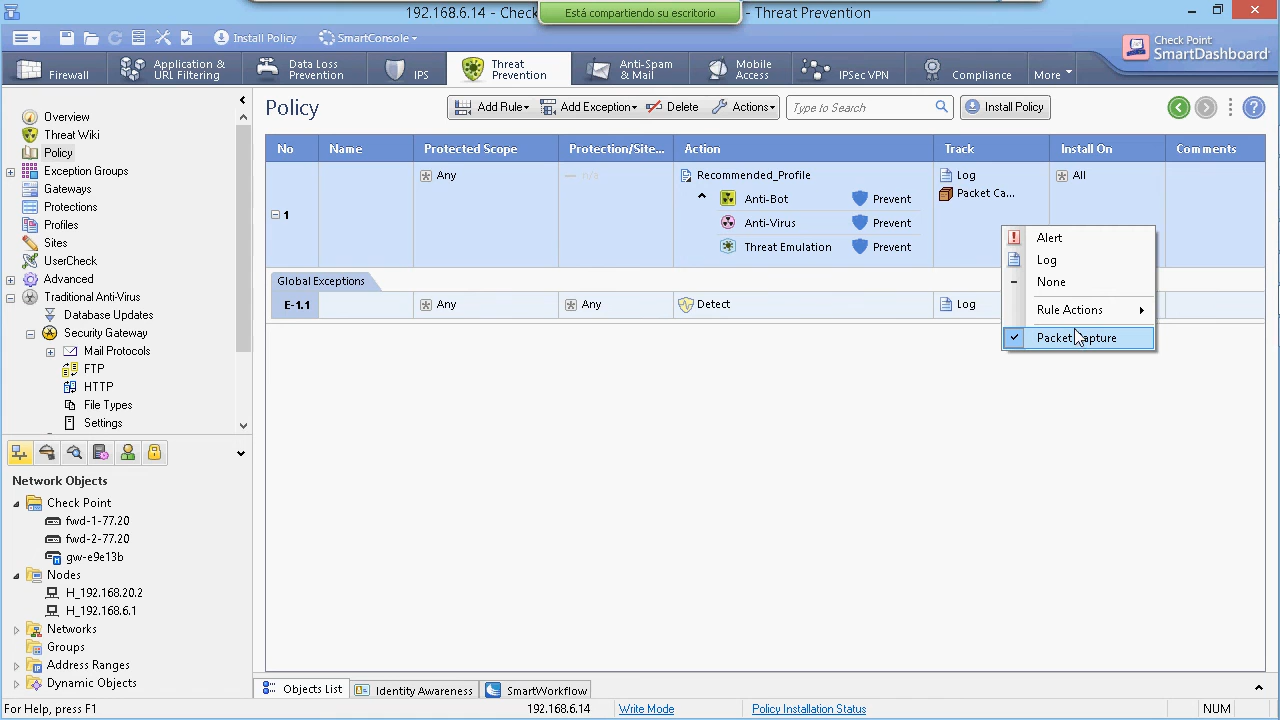 Está compartiendo su escritorio
192.168.6.14 - Check
- Threat Prevention
Install Policy
SmartConsole
Check Point
SmartDashboard
Firewall
Application &
URL Filtering
Data Loss
Prevention
IPS
Threat
Prevention
Anti-Spam
& Mail
Mobile
Access
IPSec VPN
Compliance
More
Overview
Threat Wiki
Policy
Exception Groups
Gateways
Protections
Profiles
Sites
UserCheck
Advanced
Traditional Anti-Virus
Database Updates
Security Gateway
Mail Protocols
FTP
HTTP
File Types
Settings
Network Objects
Check Point
fwd-1-77.20
fwd-2-77.20
gw-e9e13b
Nodes
H_192.168.20.2
H_192.168.6.1
Networks
Groups
Address Ranges
Dynamic Objects
Policy
Add Rule
Add Exception
Delete
Actions
Type to Search
Install Policy
No Name Protected Scope Protection/Site... Action Track Install On Comments
1 Any n/a Recommended_Profile Log All
Packet Ca...
Anti-Bot Prevent
Anti-Virus Prevent
Threat Emulation Prevent
Global Exceptions
E-1.1 Any Any Detect Log
Alert
Log
None
Rule Actions
Packet Capture
Objects List
Identity Awareness
SmartWorkflow
For Help, press F1
192.168.6.14
Write Mode
Policy Installation Status
NUM